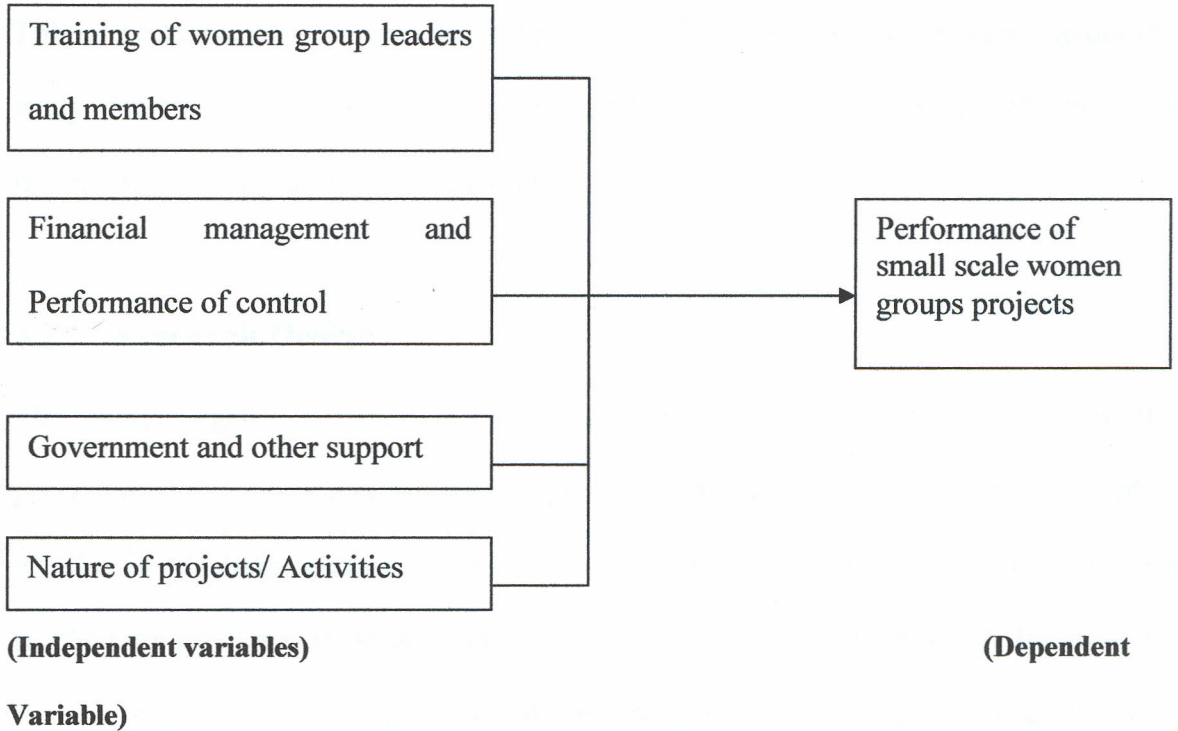 Training of women group leaders
and members
Financial management and
Performance of control
Performance of
small scale women
groups projects
Government and other support
Nature of projects/ Activities
(Independent variables) (Dependent
Variable)